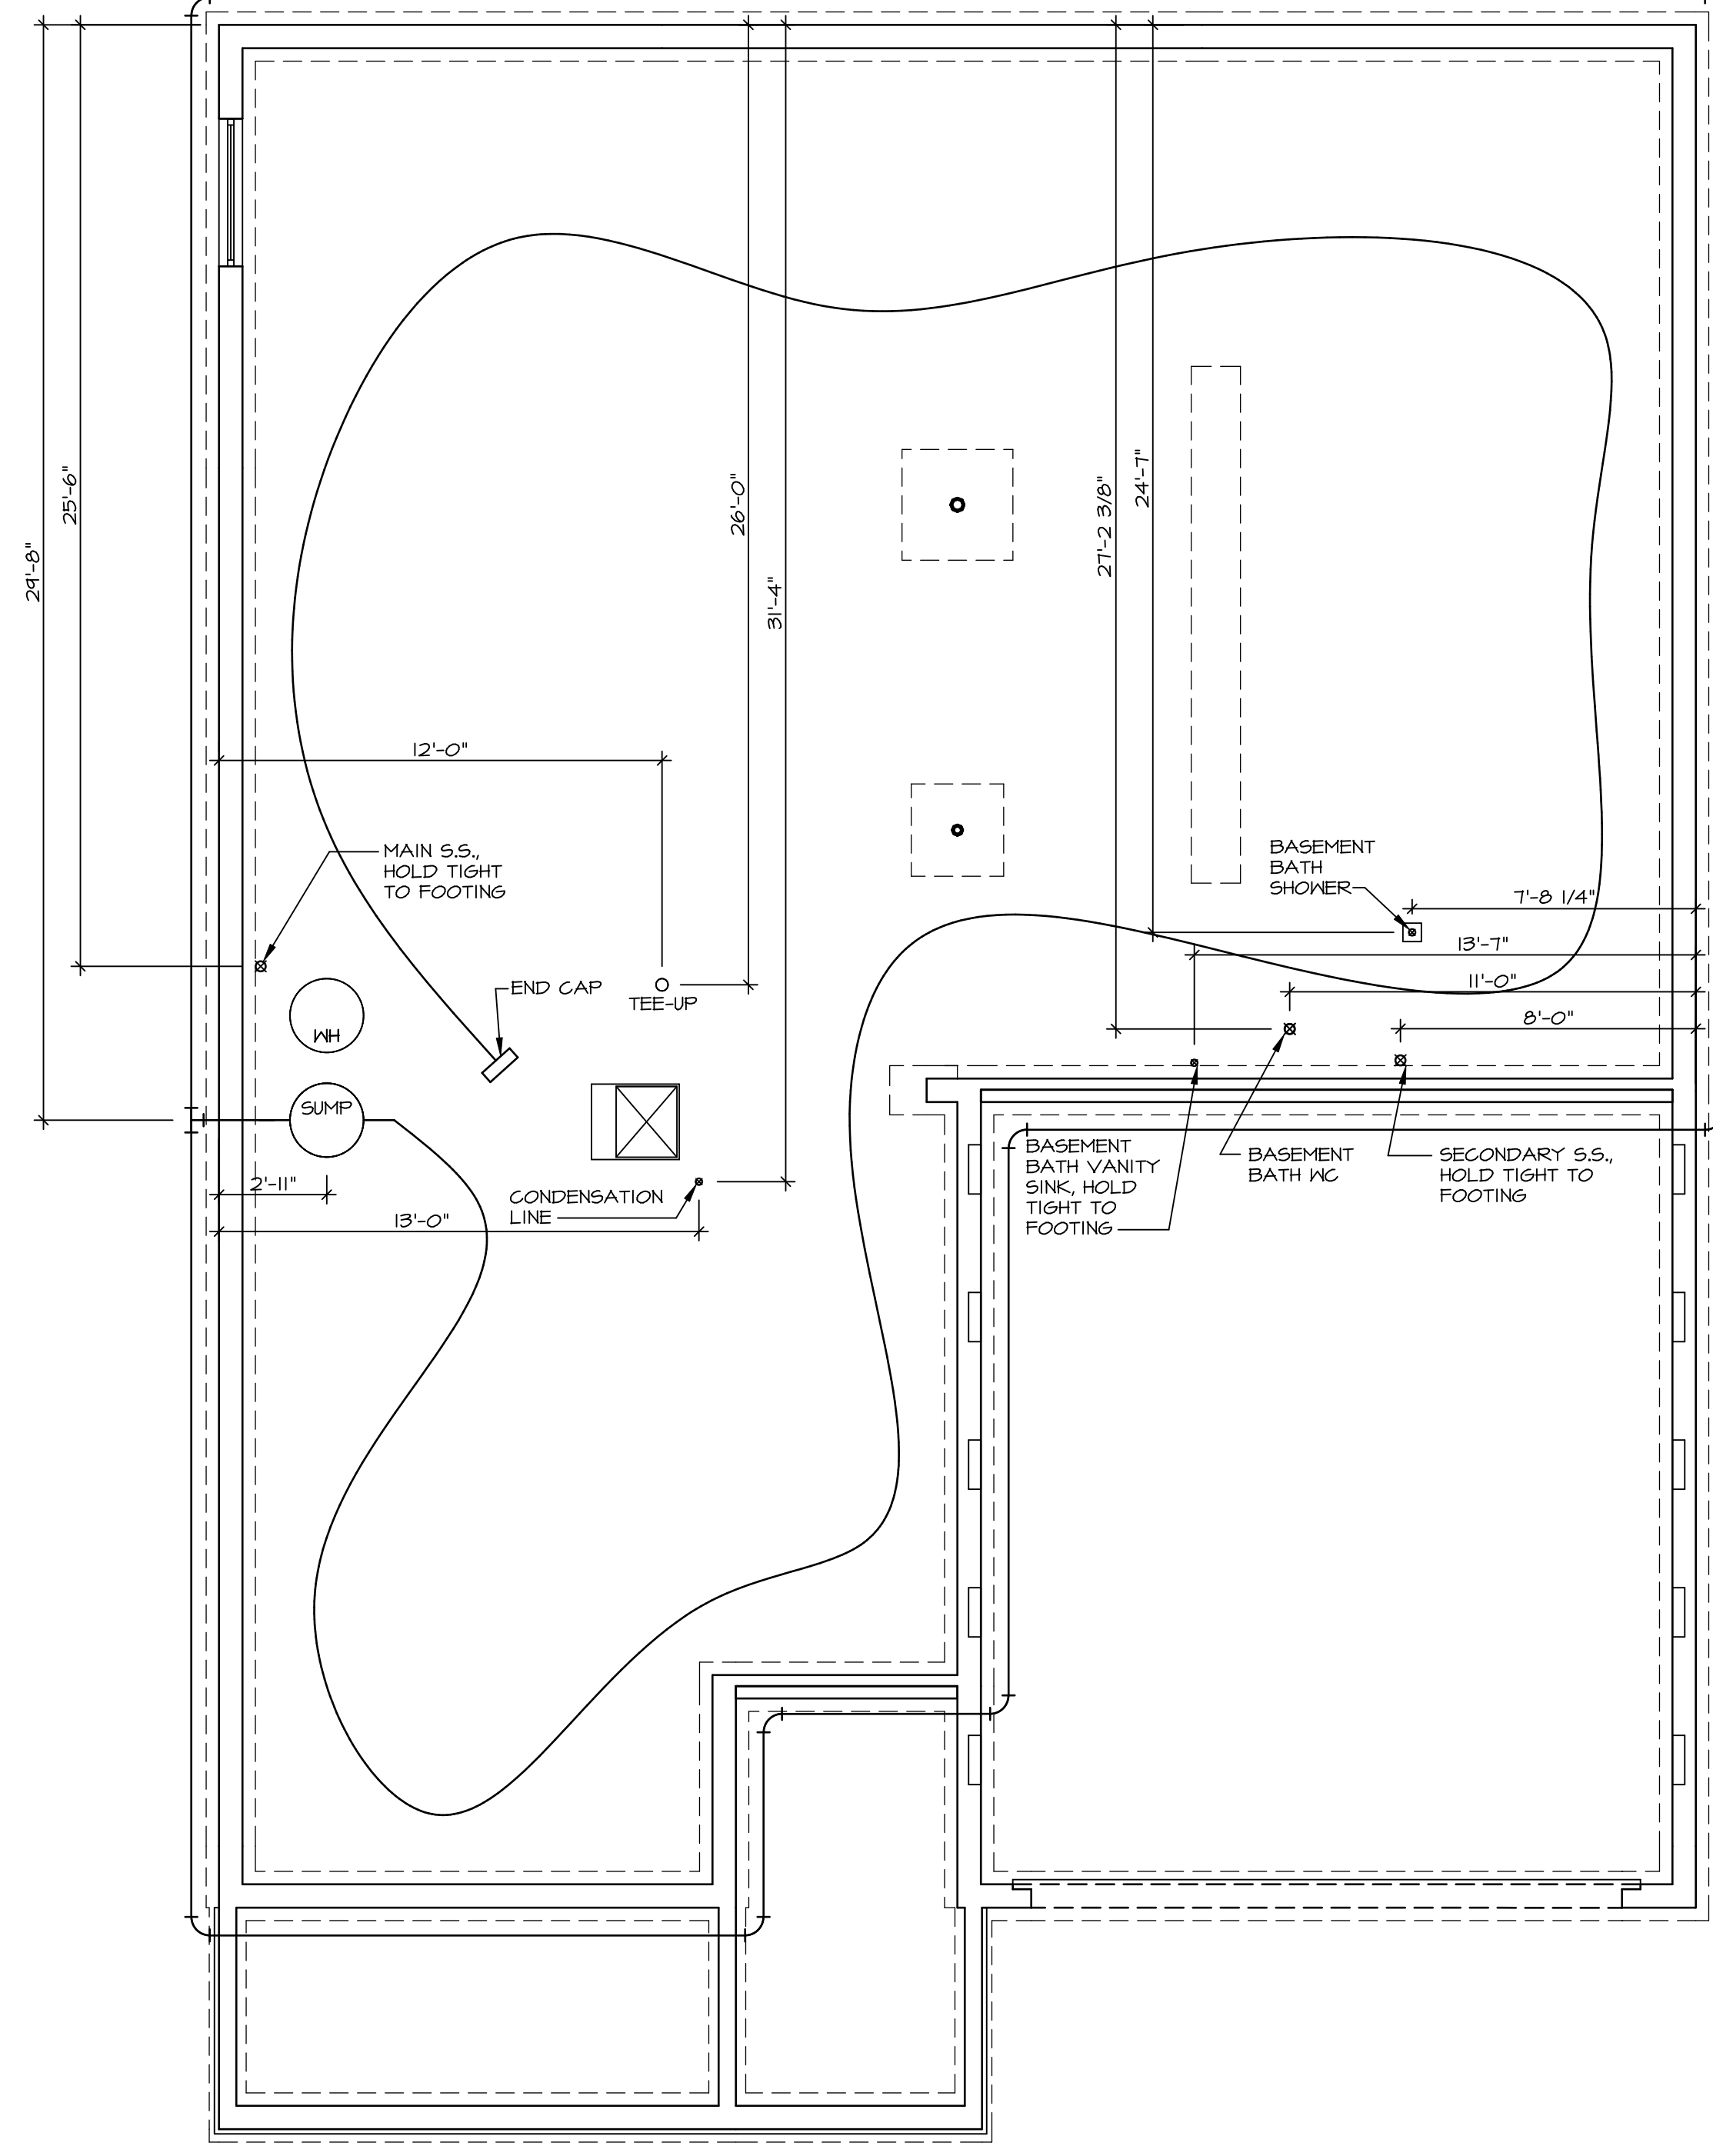 25'-6"
29'-8"
26'-0"
31'-4"
27'-2 3/8"
24'-7"
12'-0"
MAIN S.S.,
HOLD TIGHT
TO FOOTING
BASEMENT
BATH
SHOWER
7'-8 1/4"
13'-7"
11'-0"
8'-0"
END CAP
TEE-UP
WH
SUMP
2'-11"
13'-0"
CONDENSATION
LINE
BASEMENT
BATH VANITY
SINK, HOLD
TIGHT TO
FOOTING
BASEMENT
BATH WC
SECONDARY S.S.,
HOLD TIGHT TO
FOOTING